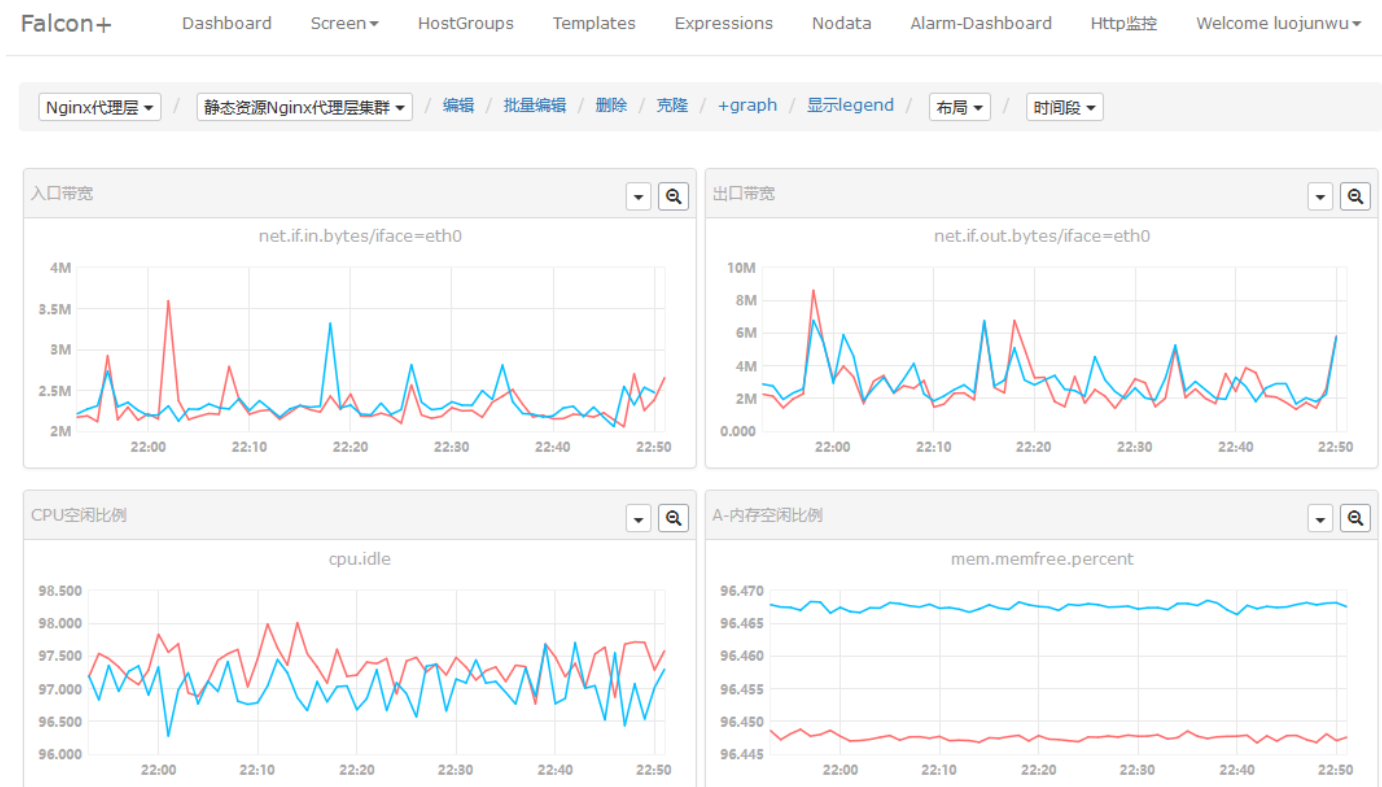 Falcon+ Dashboard Screen HostGroups Templates Expressions Nodata Alarm-Dashboard Http监控 Welcome luojunwu
Nginx代理层 / 静态资源Nginx代理层集群 / 编辑 / 批量编辑 / 删除 / 克隆 / +graph / 显示legend / 布局 / 时间段
入口带宽
net.if.in.bytes/iface=eth0
4M
3.5M
3M
2.5M
2M
22:00 22:10 22:20 22:30 22:40 22:50
出口带宽
net.if.out.bytes/iface=eth0
10M
8M
6M
4M
2M
0.000
22:00 22:10 22:20 22:30 22:40 22:50
CPU空闲比例
cpu.idle
98.500
98.000
97.500
97.000
96.500
96.000
22:00 22:10 22:20 22:30 22:40 22:50
A-内存空闲比例
mem.memfree.percent
96.470
96.465
96.460
96.455
96.450
96.445
22:00 22:10 22:20 22:30 22:40 22:50